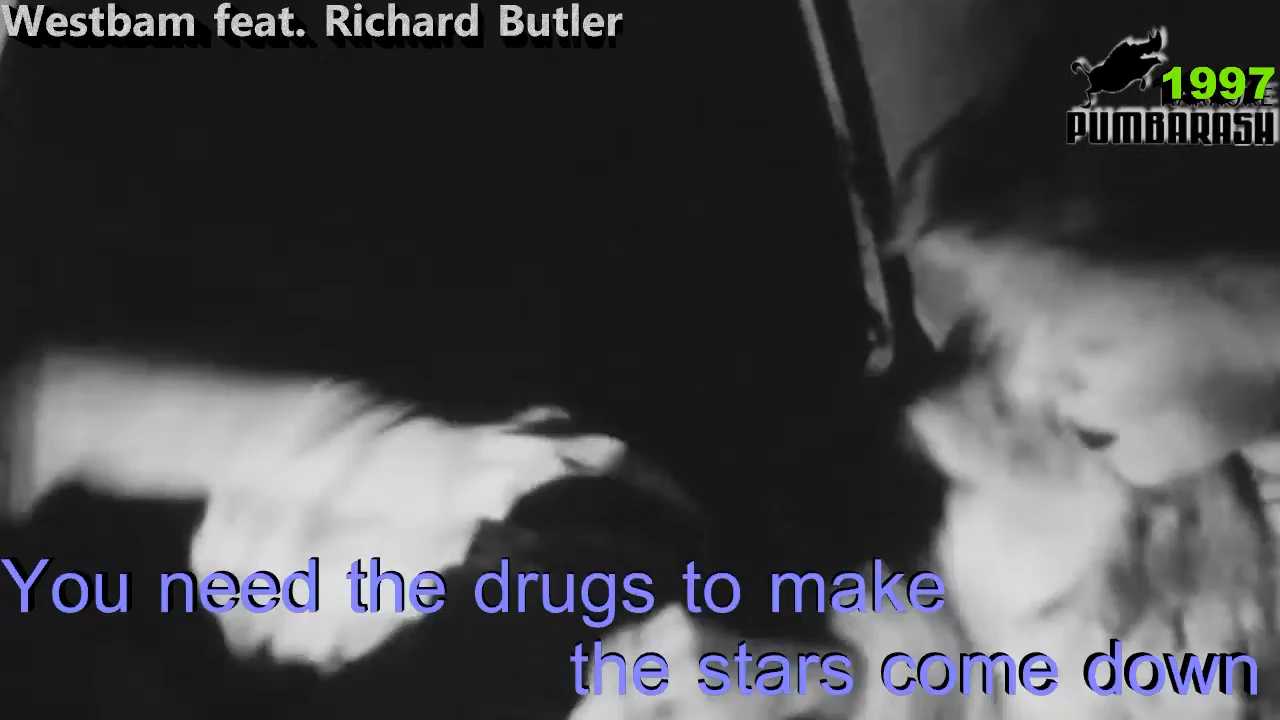 Westbam feat. Richard Butler
1997
PUMBARASH
You need the drugs to make
the stars come down